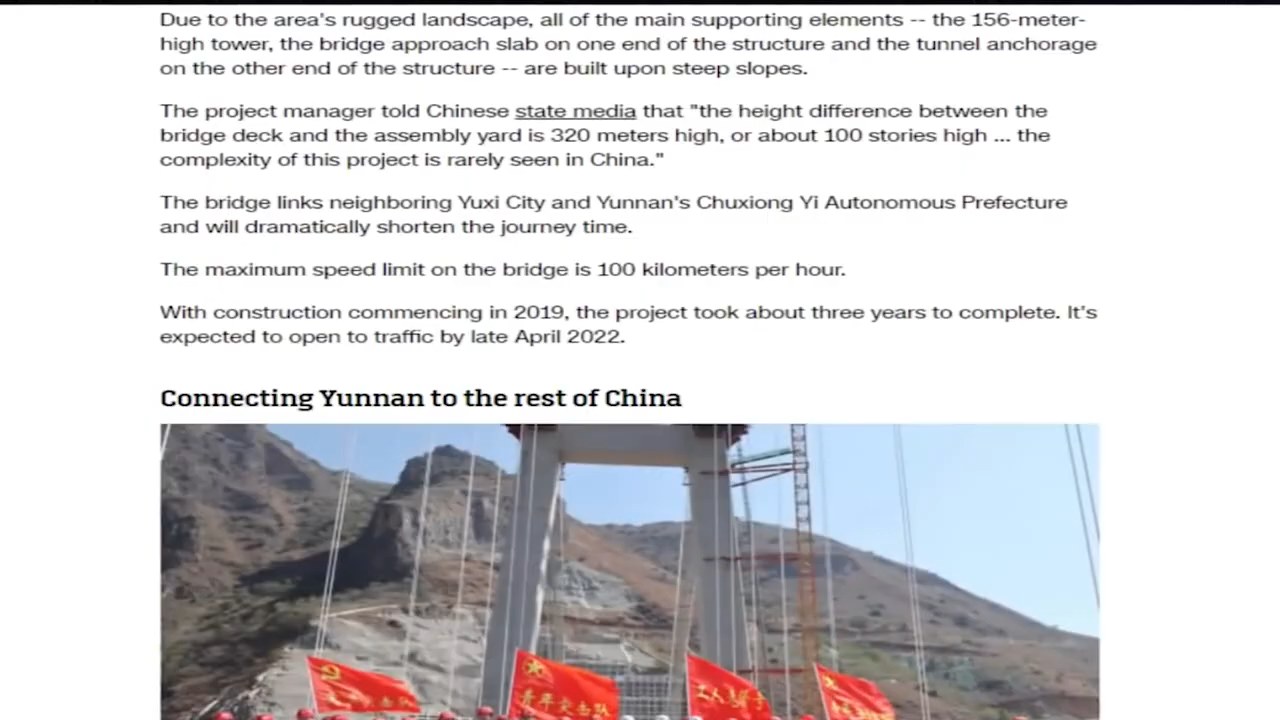 Due to the area's rugged landscape, all of the main supporting elements -- the 156-meter-
high tower, the bridge approach slab on one end of the structure and the tunnel anchorage
on the other end of the structure -- are built upon steep slopes.
The project manager told Chinese state media that "the height difference between the
bridge deck and the assembly yard is 320 meters high, or about 100 stories high ... the
complexity of this project is rarely seen in China."
The bridge links neighboring Yuxi City and Yunnan's Chuxiong Yi Autonomous Prefecture
and will dramatically shorten the journey time.
The maximum speed limit on the bridge is 100 kilometers per hour.
With construction commencing in 2019, the project took about three years to complete. It's
expected to open to traffic by late April 2022.
Connecting Yunnan to the rest of China
青年突击队